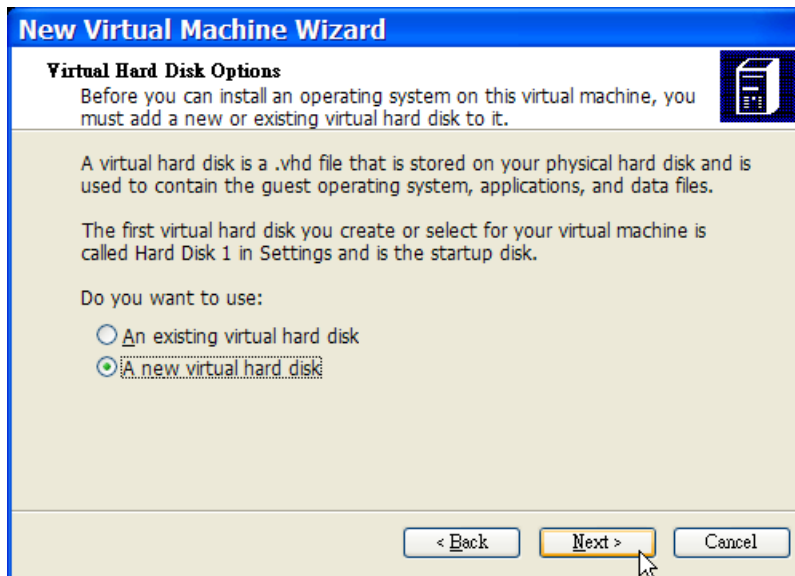 New Virtual Machine Wizard
Virtual Hard Disk Options
Before you can install an operating system on this virtual machine, you
must add a new or existing virtual hard disk to it.
A virtual hard disk is a .vhd file that is stored on your physical hard disk and is
used to contain the guest operating system, applications, and data files.
The first virtual hard disk you create or select for your virtual machine is
called Hard Disk 1 in Settings and is the startup disk.
Do you want to use:
An existing virtual hard disk
A new virtual hard disk
< Back Next > Cancel